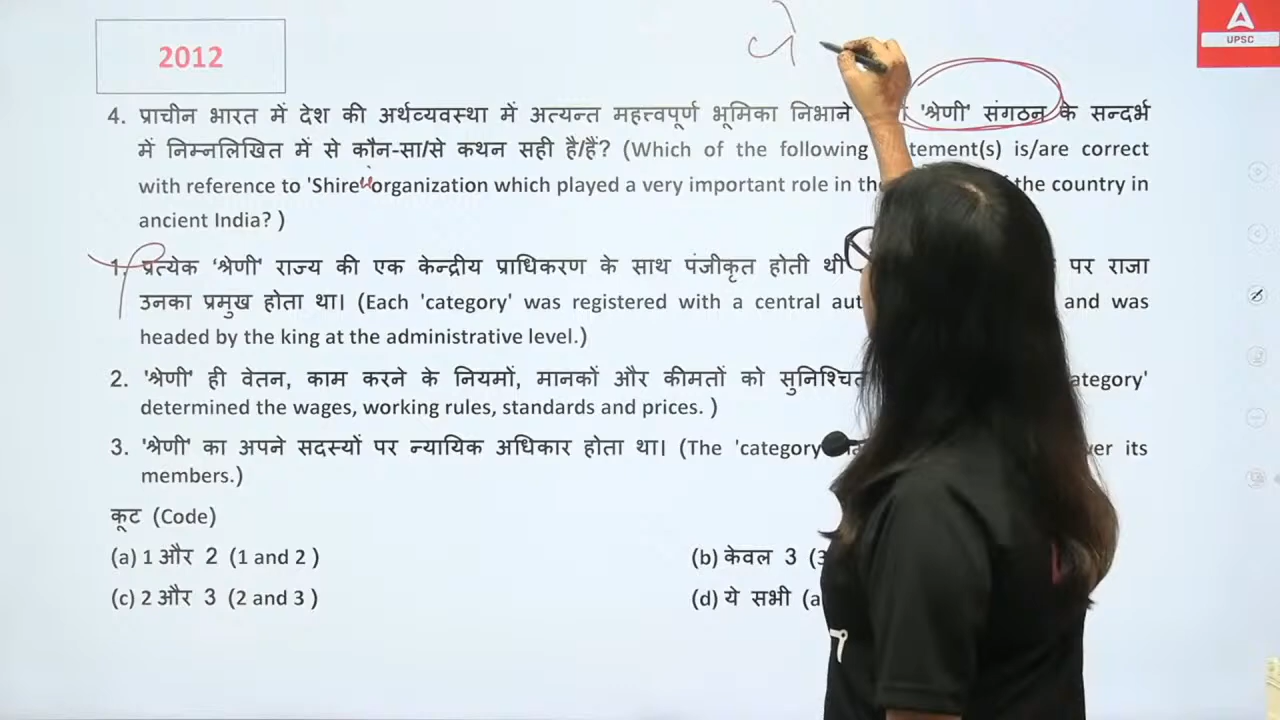 2012
UPSC
4. प्राचीन भारत में देश की अर्थव्यवस्था में अत्यन्त महत्त्वपूर्ण भूमिका निभाने 'श्रेणी' संगठन के सन्दर्भ
में निम्नलिखित में से कौन-सा/से कथन सही है/हैं? (Which of the following tement(s) is/are correct
with reference to 'Shire organization which played a very important role in the the country in
ancient India? )
1. प्रत्येक 'श्रेणी' राज्य की एक केन्द्रीय प्राधिकरण के साथ पंजीकृत होती थी पर राजा
उनका प्रमुख होता था। (Each 'category' was registered with a central aut and was
headed by the king at the administrative level.)
2. 'श्रेणी' ही वेतन, काम करने के नियमों, मानकों और कीमतों को सुनिश्चित ategory'
determined the wages, working rules, standards and prices. )
3. 'श्रेणी' का अपने सदस्यों पर न्यायिक अधिकार होता था। (The 'category ver its
members.)
कूट (Code)
(a) 1 और 2 (1 and 2 )
(b) केवल 3 (3
(c) 2 और 3 (2 and 3 )
(d) ये सभी (a